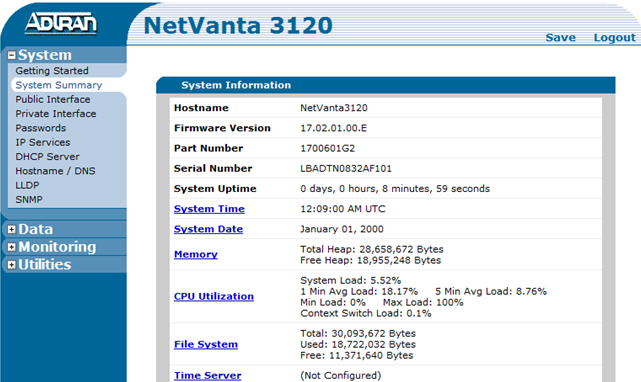 ADTRAN
NetVanta 3120
Save Logout
System
Getting Started
System Summary
Public Interface
Private Interface
Passwords
IP Services
DHCP Server
Hostname / DNS
LLDP
SNMP
Data
Monitoring
Utilities
System Information
Hostname NetVanta3120
Firmware Version 17.02.01.00.E
Part Number 1700601G2
Serial Number LBADTN0832AF101
System Uptime 0 days, 0 hours, 8 minutes, 59 seconds
System Time 12:09:00 AM UTC
System Date January 01, 2000
Memory Total Heap: 28,658,672 Bytes
Free Heap: 18,955,248 Bytes
CPU Utilization System Load: 5.52%
1 Min Avg Load: 18.17% 5 Min Avg Load: 8.76%
Min Load: 0% Max Load: 100%
Context Switch Load: 0.1%
File System Total: 30,093,672 Bytes
Used: 18,722,032 Bytes
Free: 11,371,640 Bytes
Time Server (Not Configured)